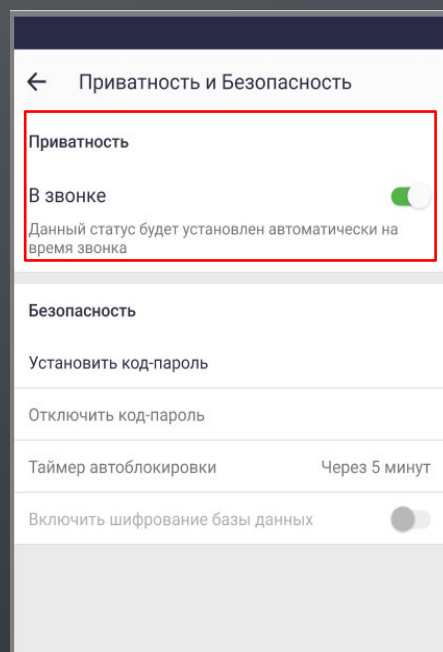 Приватность и Безопасность
Приватность
В звонке
Данный статус будет установлен автоматически на
время звонка
Безопасность
Установить код-пароль
Отключить код-пароль
Таймер автоблокировки Через 5 минут
Включить шифрование базы данных